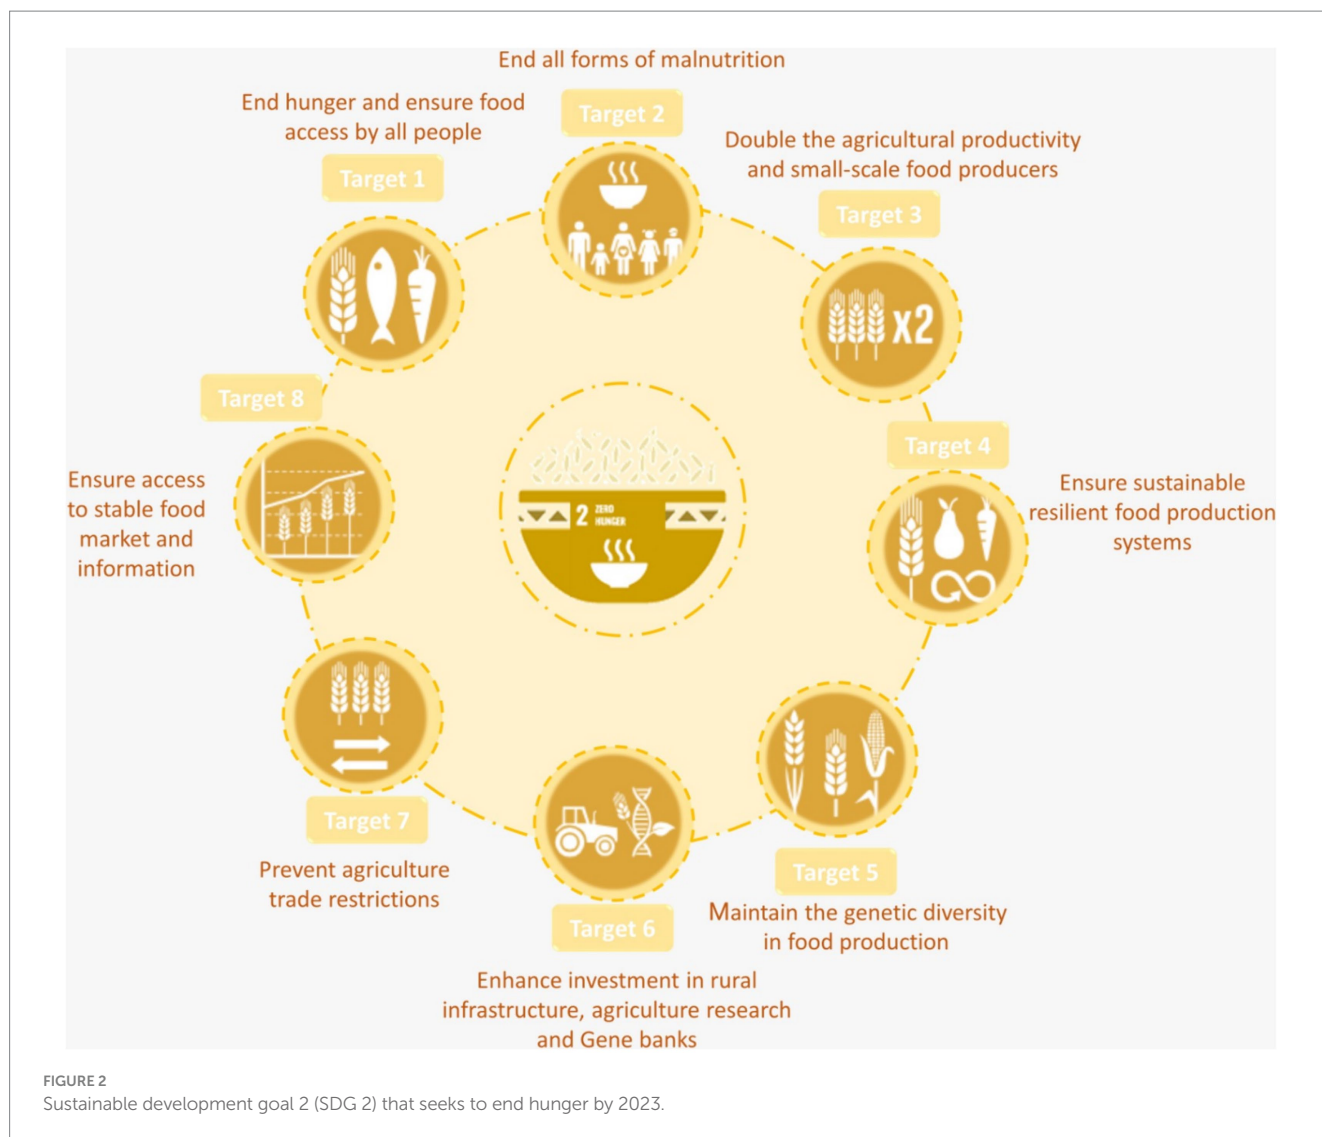 End all forms of malnutrition
Target 2
End hunger and ensure food
access by all people
Target 1
Double the agricultural productivity
and small-scale food producers
Target 3
x2
Target 8
Target 4
Ensure access
to stable food
market and
information
Ensure sustainable
resilient food production
systems
2 ZERO
HUNGER
Target 7
Prevent agriculture
trade restrictions
Target 5
Maintain the genetic diversity
in food production
Target 6
Enhance investment in rural
infrastructure, agriculture research
and Gene banks
FIGURE 2
Sustainable development goal 2 (SDG 2) that seeks to end hunger by 2023.